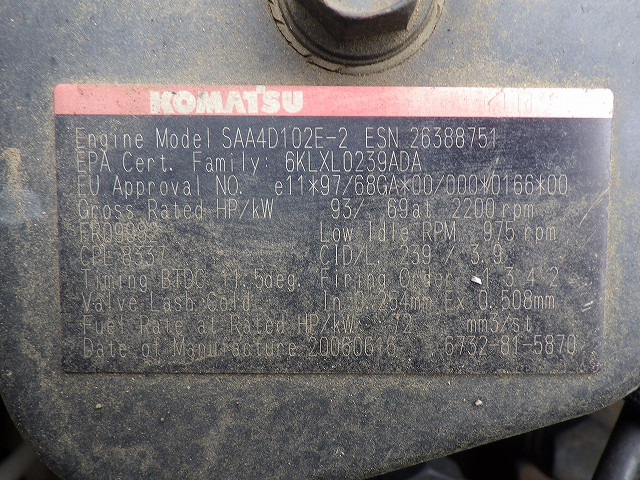 KOMATSU
Engine Model SAA4D102E-2 ESN 26388751
EPA Cert. Family: 6KLXL0239ADA
EU Approval NO. e11*97/68GA*00/000*0166*00
Gross Rated HP/kW 93/ 69at 2200 rpm
Low Idle RPM 975 rpm
CPL 8337 CID/L: 239 / 3.9
Timing BTDC 11.5deg. Firing Order 3 4 2
Valve Lash Cold In 0.254mm Ex 0.508mm
Fuel Rate at Rated HP/kW 72 mm3/st
Date of Manufacture 20060616 6732-81-5870